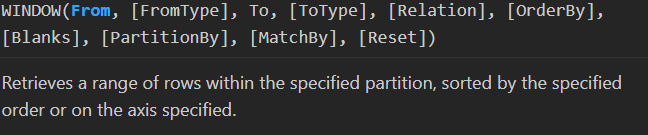 WINDOW(From, [FromType], To, [ToType], [Relation], [OrderBy],
[Blanks], [PartitionBy], [MatchBy], [Reset])
Retrieves a range of rows within the specified partition, sorted by the specified
order or on the axis specified.